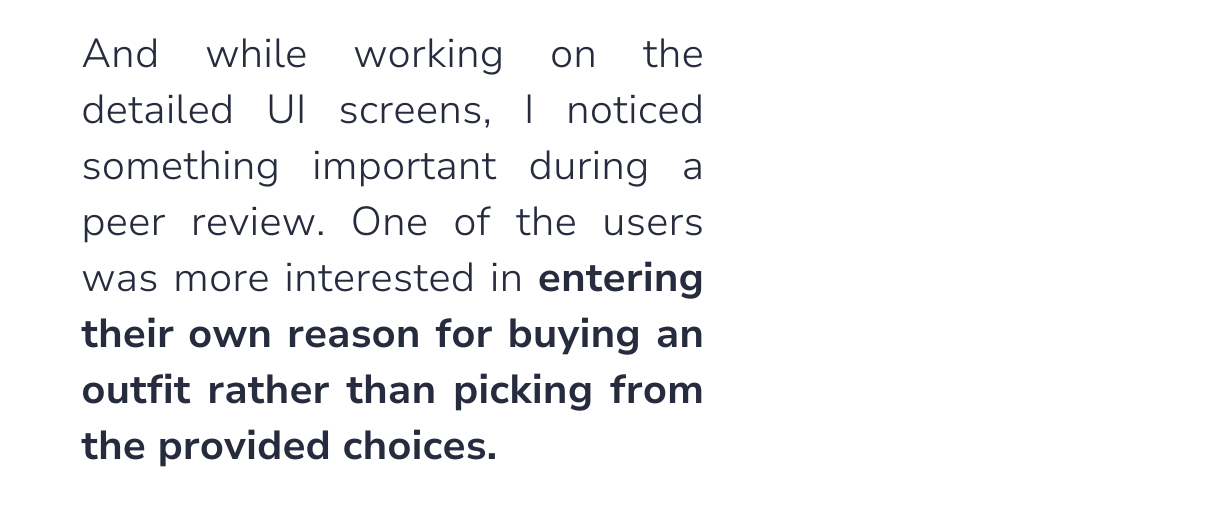 And while working on the
detailed UI screens, I noticed
something important during a
peer review. One of the users
was more interested in entering
their own reason for buying an
outfit rather than picking from
the provided choices.